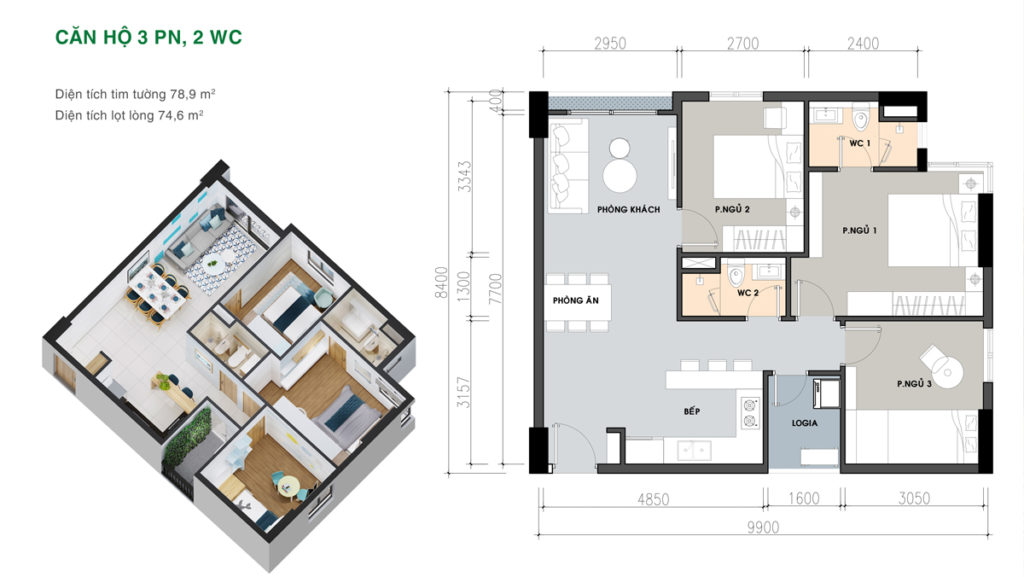 CĂN HỘ 3 PN, 2 WC
Diện tích tim tường 78,9 m²
Diện tích lọt lòng 74,6 m²
2950
2700
2400
400
3343
8400
1300
7700
3157
WC 1
PHÒNG KHÁCH
P.NGỦ 2
P.NGỦ 1
WC 2
PHÒNG ĂN
P.NGỦ 3
BẾP
LOGIA
4850
1600
3050
9900